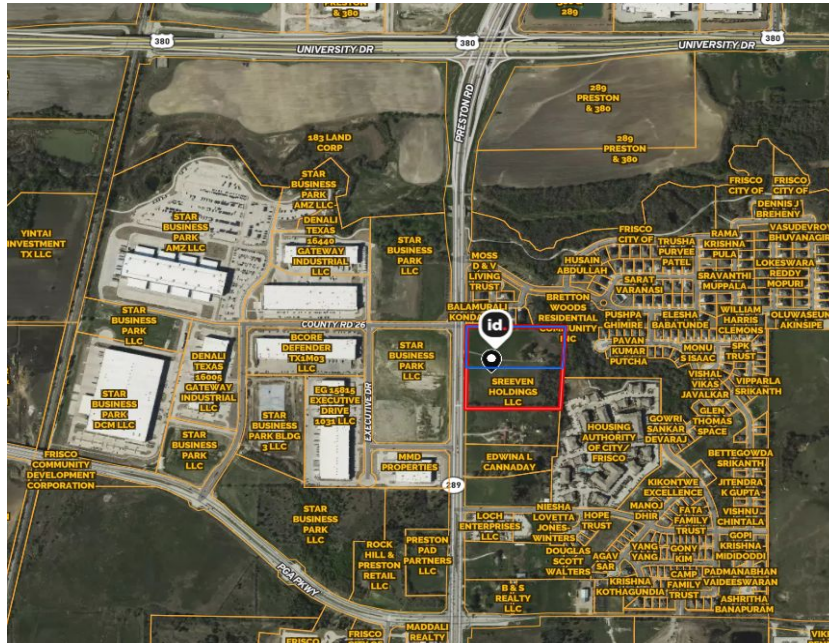 289
PRESTON
& 380
380
380
380
UNIVERSITY DR
UNIVERSITY DR
PRESTON RD
289
PRESTON
& 380
289
PRESTON
& 380
183 LAND
CORP
STAR
BUSINESS
PARK
AMZ LLC
STAR
BUSINESS
PARK
AMZ LLC
DENALI
TEXAS
16440
GATEWAY
INDUSTRIAL
LLC
STAR
BUSINESS
PARK
LLC
YINTAI
INVESTMENT
TX LLC
MOSS
D & V
LIVING
TRUST
HUSAIN
ABDULLAH
FRISCO
CITY OF
FRISCO
CITY OF
FRISCO
CITY OF
DENNIS J
BREHENY
TRUSHA
PURVEE
PATEL
RAMA
KRISHNA
PULA
VASUDEVROY
BHUVANAGIR
LOKESWARA
REDDY
MOPURI
SARAT
VARANASI
SRAVANTHI
MUPPALA
BALAMURALI
BRETTON
WOODS
RESIDENTIAL
INC
PUSHPA
GHIMIRE
ELESHA
BABATUNDE
WILLIAM
HARRIS
CLEMONS
OLUWASEUN
AKINSIPE
PAVAN
KUMAR
PUTCHA
MONU
S ISAAC
SPK
TRUST
STAR
BUSINESS
PARK
LLC
COUNTY RD 26
BCORE
DEFENDER
TX1M03
LLC
STAR
BUSINESS
PARK
LLC
id.
SREEVEN
HOLDINGS
LLC
VISHAL
VIKAS
JAVALKAR
VIPPARLA
SRIKANTH
DENALI
TEXAS
16005
GATEWAY
INDUSTRIAL
LLC
STAR
BUSINESS
PARK
DCM LLC
STAR
BUSINESS
PARK BLDG
3 LLC
EG 15815
EXECUTIVE
DRIVE
1031 LLC
EXECUTIVE DR
HOUSING
AUTHORITY
OF CITY/
FRISCO
GOWRI
SANKAR
DEVARAJ
GLEN
THOMAS
SPACE
STAR
BUSINESS
PARK
LLC
MMD
PROPERTIES
EDWINA L
CANNADAY
BETTEGOWDA
SRIKANTH
FRISCO
COMMUNITY
DEVELOPMENT
CORPORATION
289
KIKONTWE
EXCELLENCE
JITENDRA
K GUPTA
STAR
BUSINESS
PARK
LLC
LOCH
ENTERPRISES
LLC
NIESHA
LOVETTA
JONES-
WINTERS
HOPE
TRUST
MANOJ
DHIR
FATA
FAMILY
TRUST
VISHNU
CHINTALA
ROCK
HILL &
PRESTON
RETAIL
LLC
PRESTON
PAD
PARTNERS
LLC
DOUGLAS
SCOTT
WALTERS
AGAV
SAR
YANG
YANG
GONY
KIM
GOPI
KRISHNA-
MIDIDODDI
PGA PKWY
B & S
REALTY
LLC
KRISHNA
KOTHAGUNDIA
CAMP
FAMILY
TRUST
PADMANABHAN
VAIDEESWARAN
ASHRITHA
BANAPURAM
FRISCO
FRISCO
MADDALI
REALTY